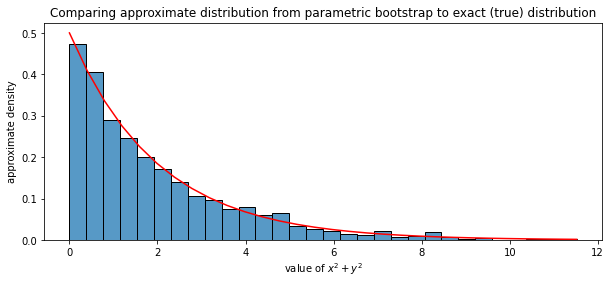 Comparing approximate distribution from parametric bootstrap to exact (true) distribution
0.5
0.4
0.3
0.2
0.1
0.0
approximate density
0 2 4 6 8 10 12
value of x² + y²